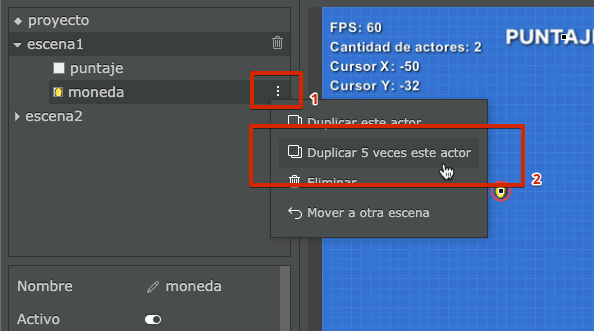 proyecto
escena1
puntaje
moneda
escena2
1
Duplicar este actor
Duplicar 5 veces este actor
Eliminar
2
Mover a otra escena
Nombre
moneda
Activo
FPS: 60
Cantidad de actores: 2
Cursor X: -50
Cursor Y: -32
PUNTAJE